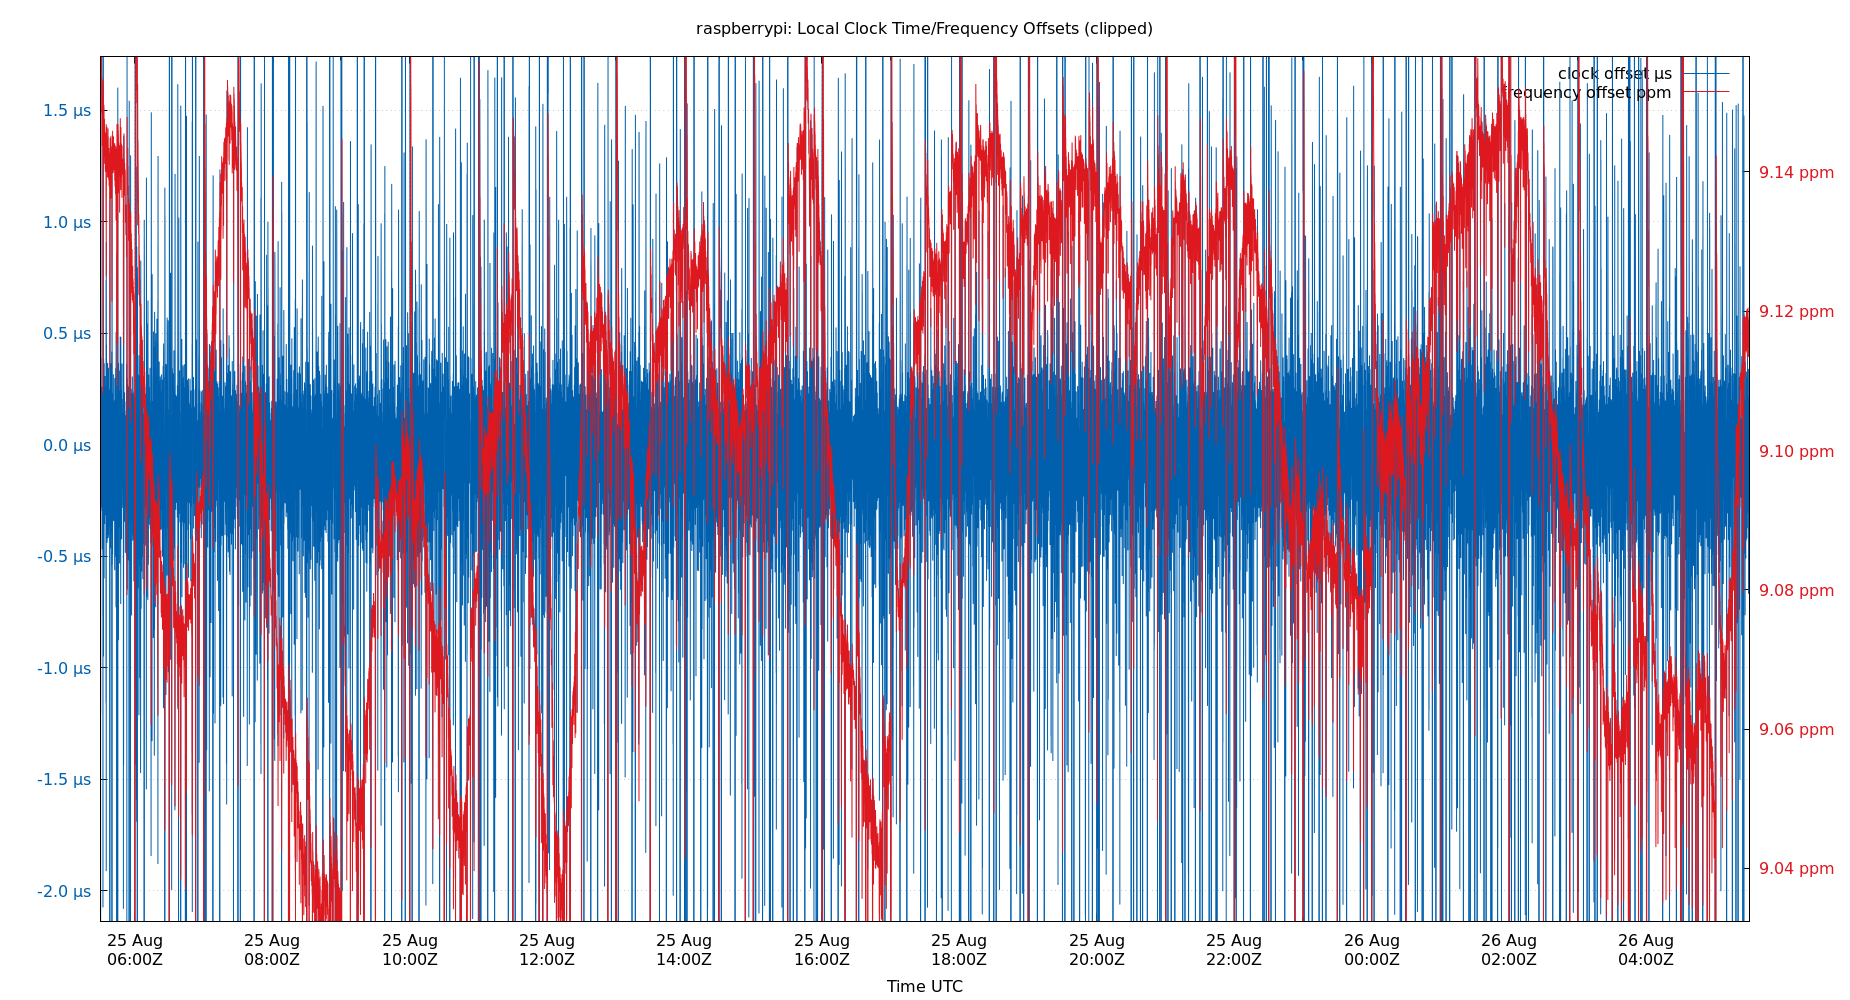 raspberrypi: Local Clock Time/Frequency Offsets (clipped)
clock offset µs
frequency offset ppm
1.5 µs
1.0 µs
0.5 µs
0.0 µs
-0.5 µs
-1.0 µs
-1.5 µs
-2.0 µs
9.14 ppm
9.12 ppm
9.10 ppm
9.08 ppm
9.06 ppm
9.04 ppm
25 Aug 25 Aug 25 Aug 25 Aug 25 Aug 25 Aug 25 Aug 25 Aug 25 Aug 26 Aug 26 Aug 26 Aug
06:00Z 08:00Z 10:00Z 12:00Z 14:00Z 16:00Z 18:00Z 20:00Z 22:00Z 00:00Z 02:00Z 04:00Z
Time UTC